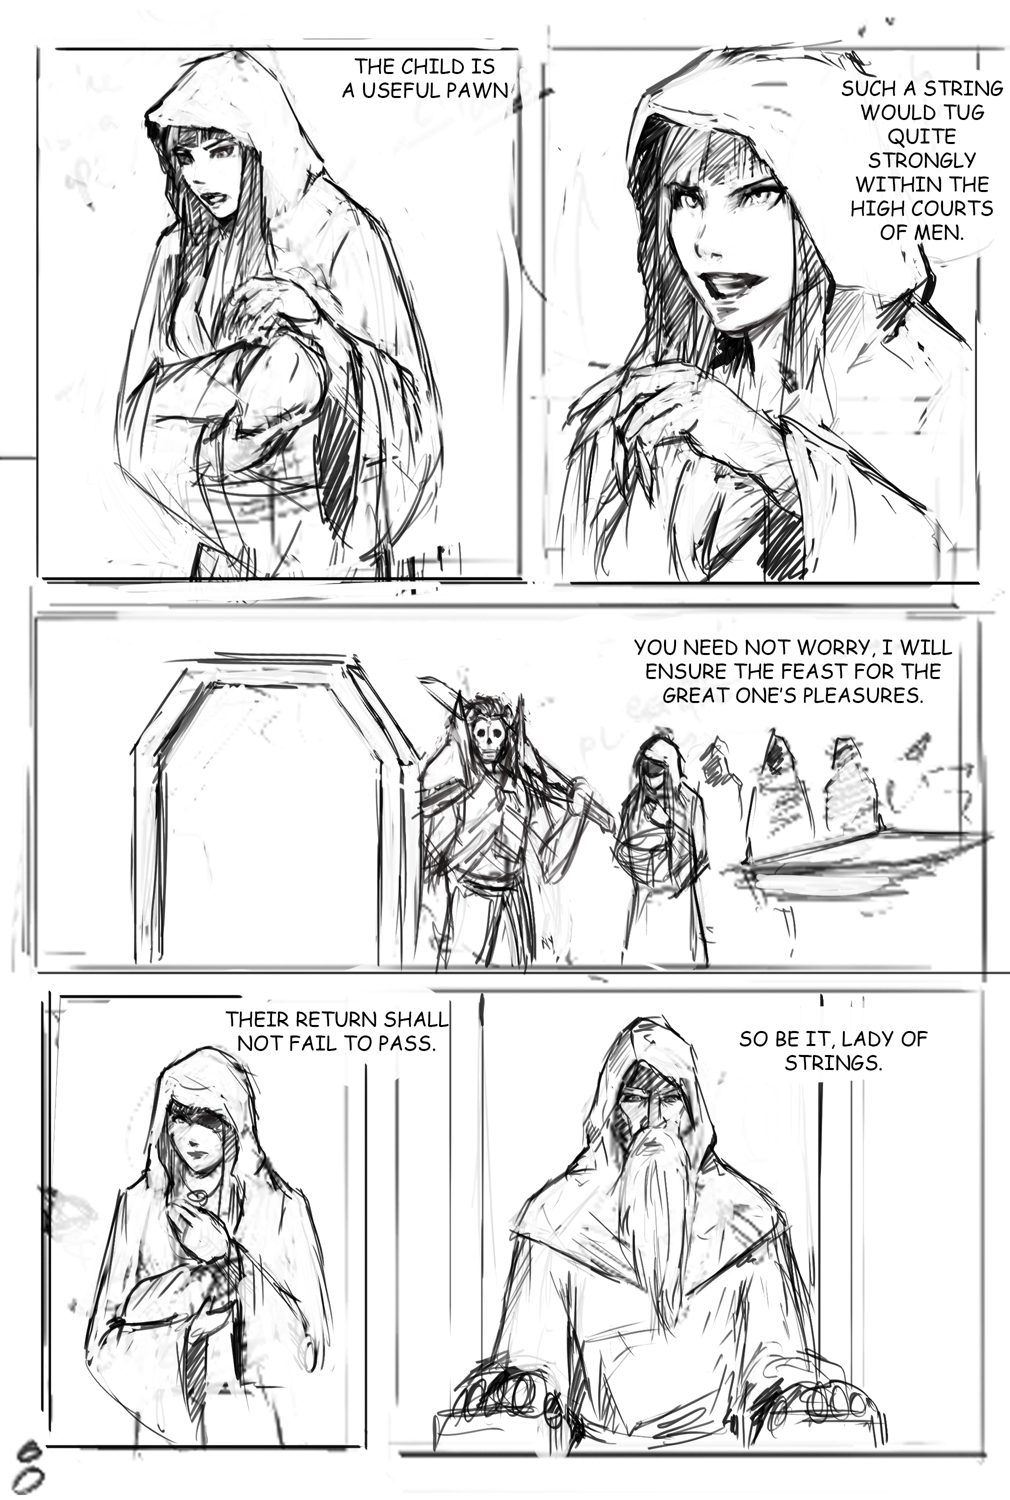 THE CHILD IS
A USEFUL PAWN
SUCH A STRING
WOULD TUG
QUITE
STRONGLY
WITHIN THE
HIGH COURTS
OF MEN.
YOU NEED NOT WORRY, I WILL
ENSURE THE FEAST FOR THE
GREAT ONE'S PLEASURES.
THEIR RETURN SHALL
NOT FAIL TO PASS.
SO BE IT, LADY OF
STRINGS.